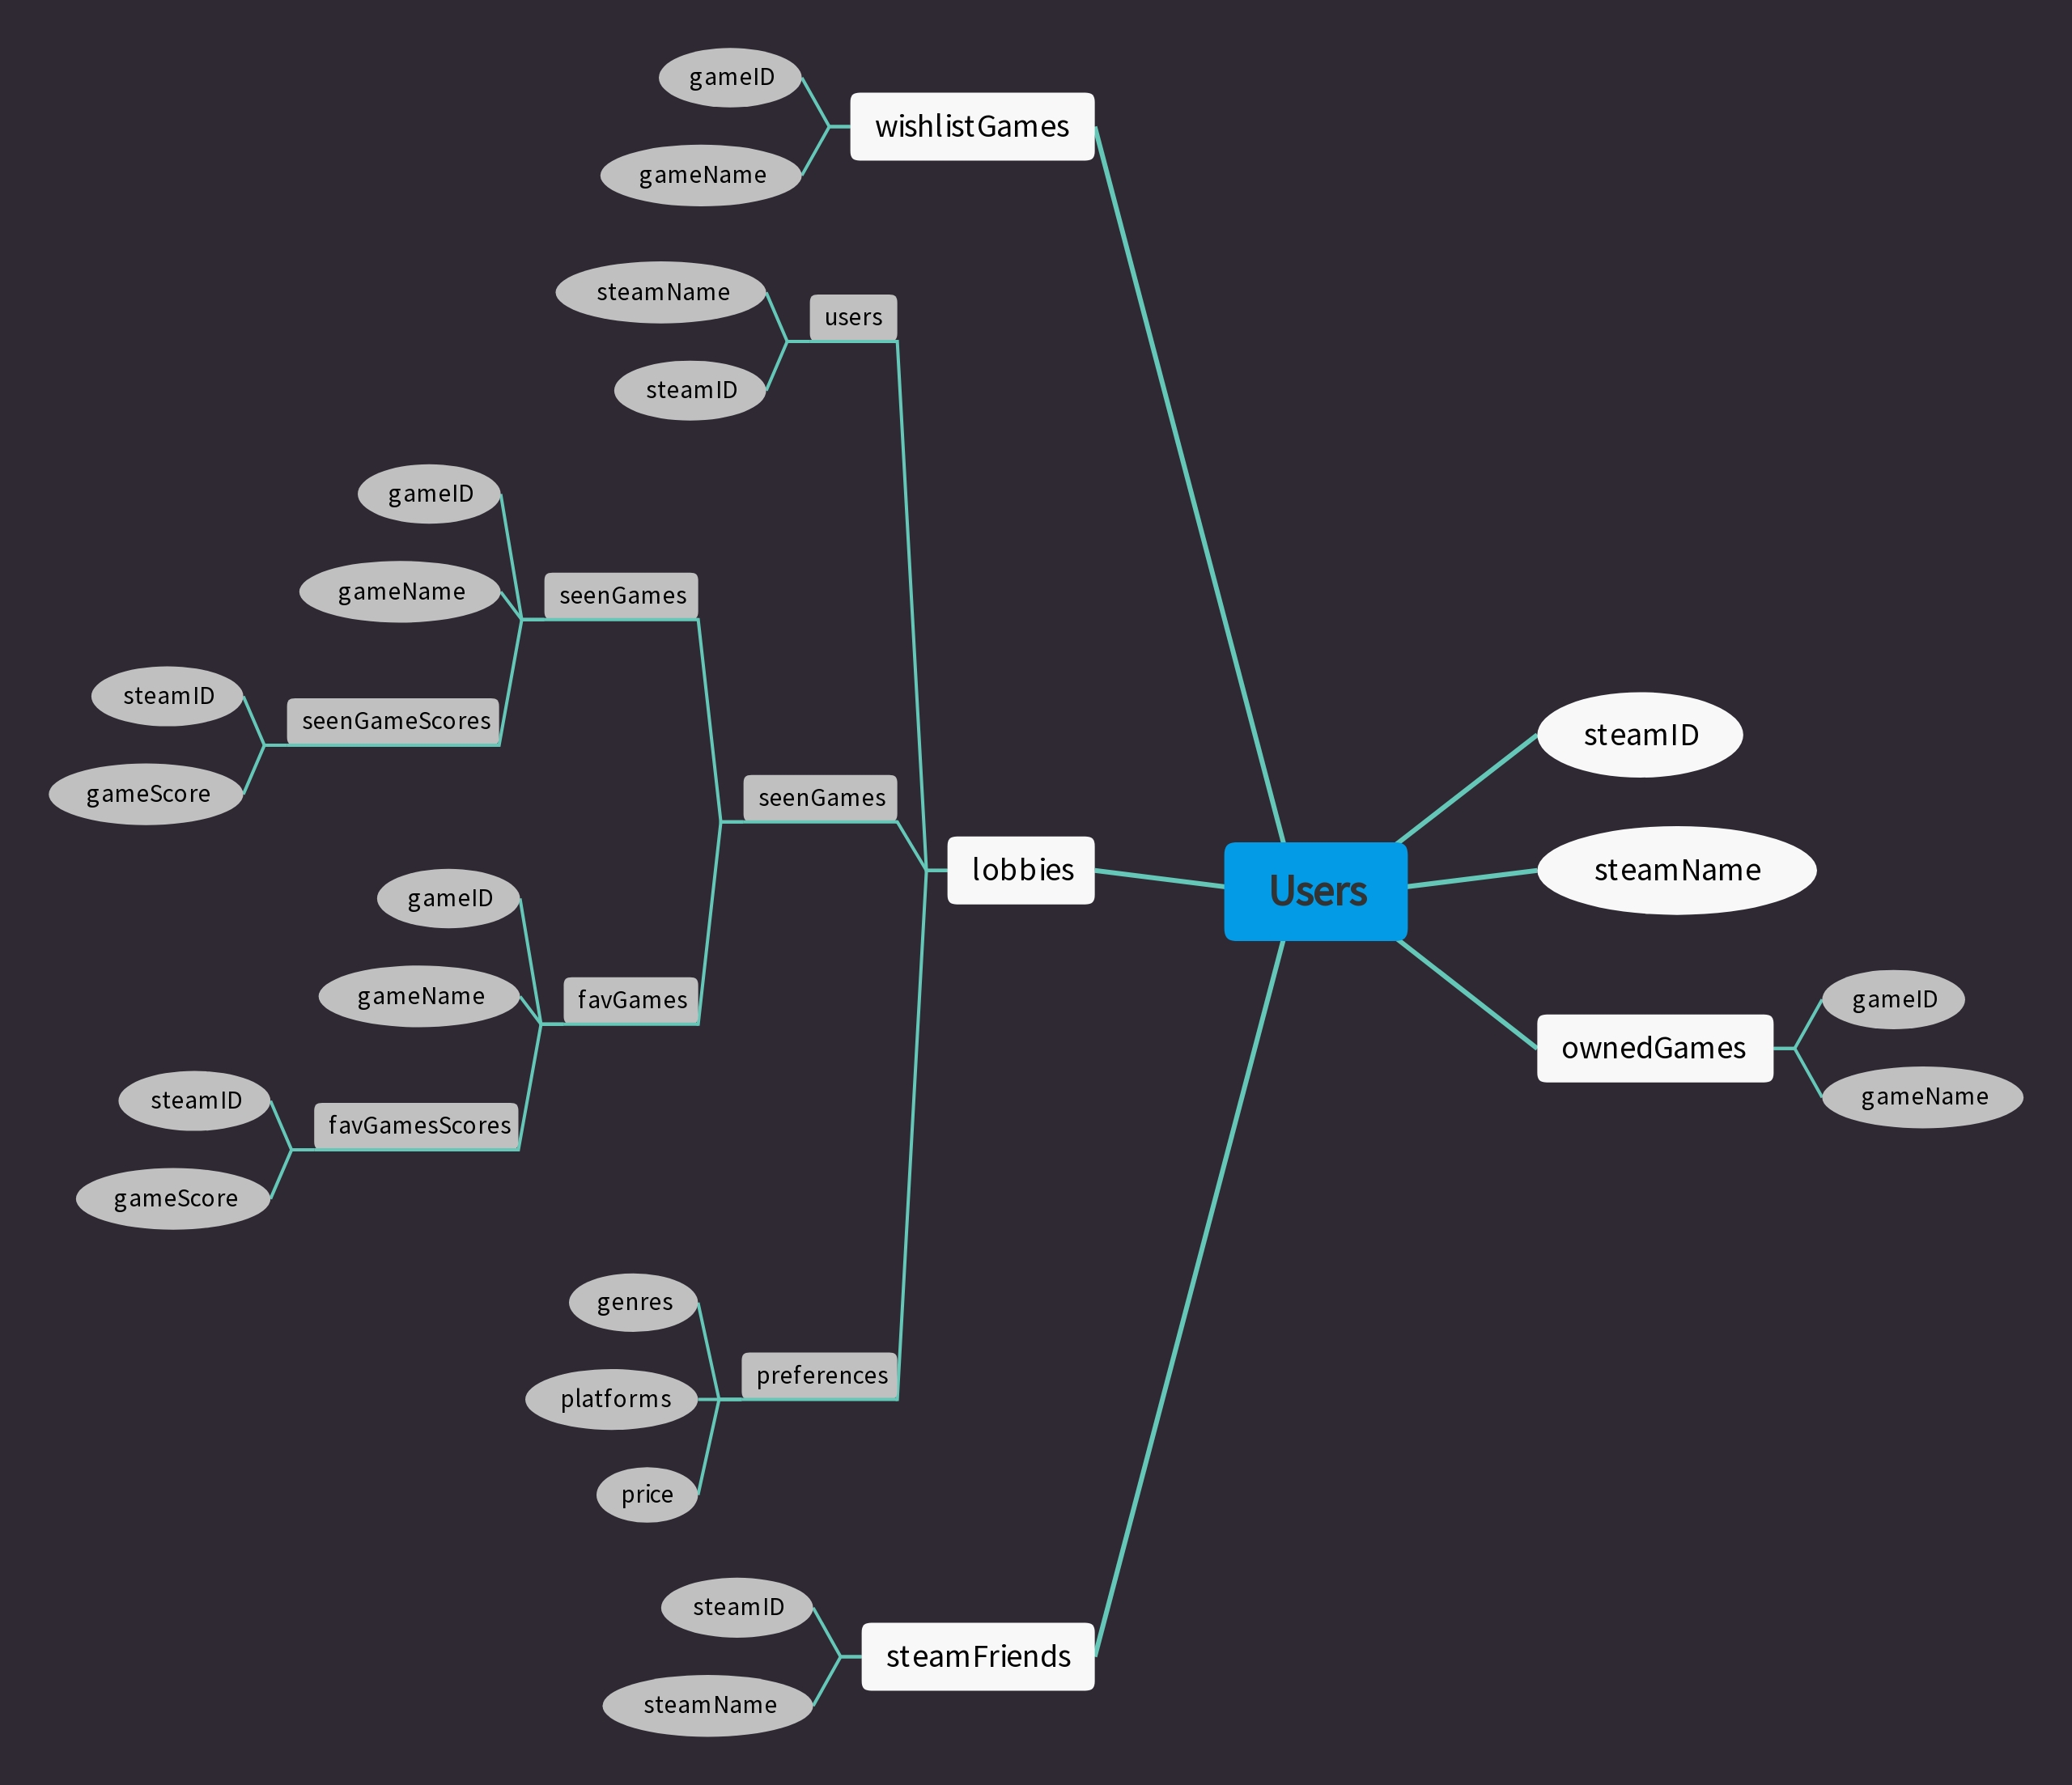 gameID
wishlistGames
gameName
steamName
users
steamID
gameID
gameName
seenGames
steamID
seenGameScores
gameScore
seenGames
gameID
gameName
favGames
steamID
favGamesScores
gameScore
lobbies
genres
preferences
platforms
price
steamID
steamFriends
steamName
Users
steamID
steamName
ownedGames
gameID
gameName